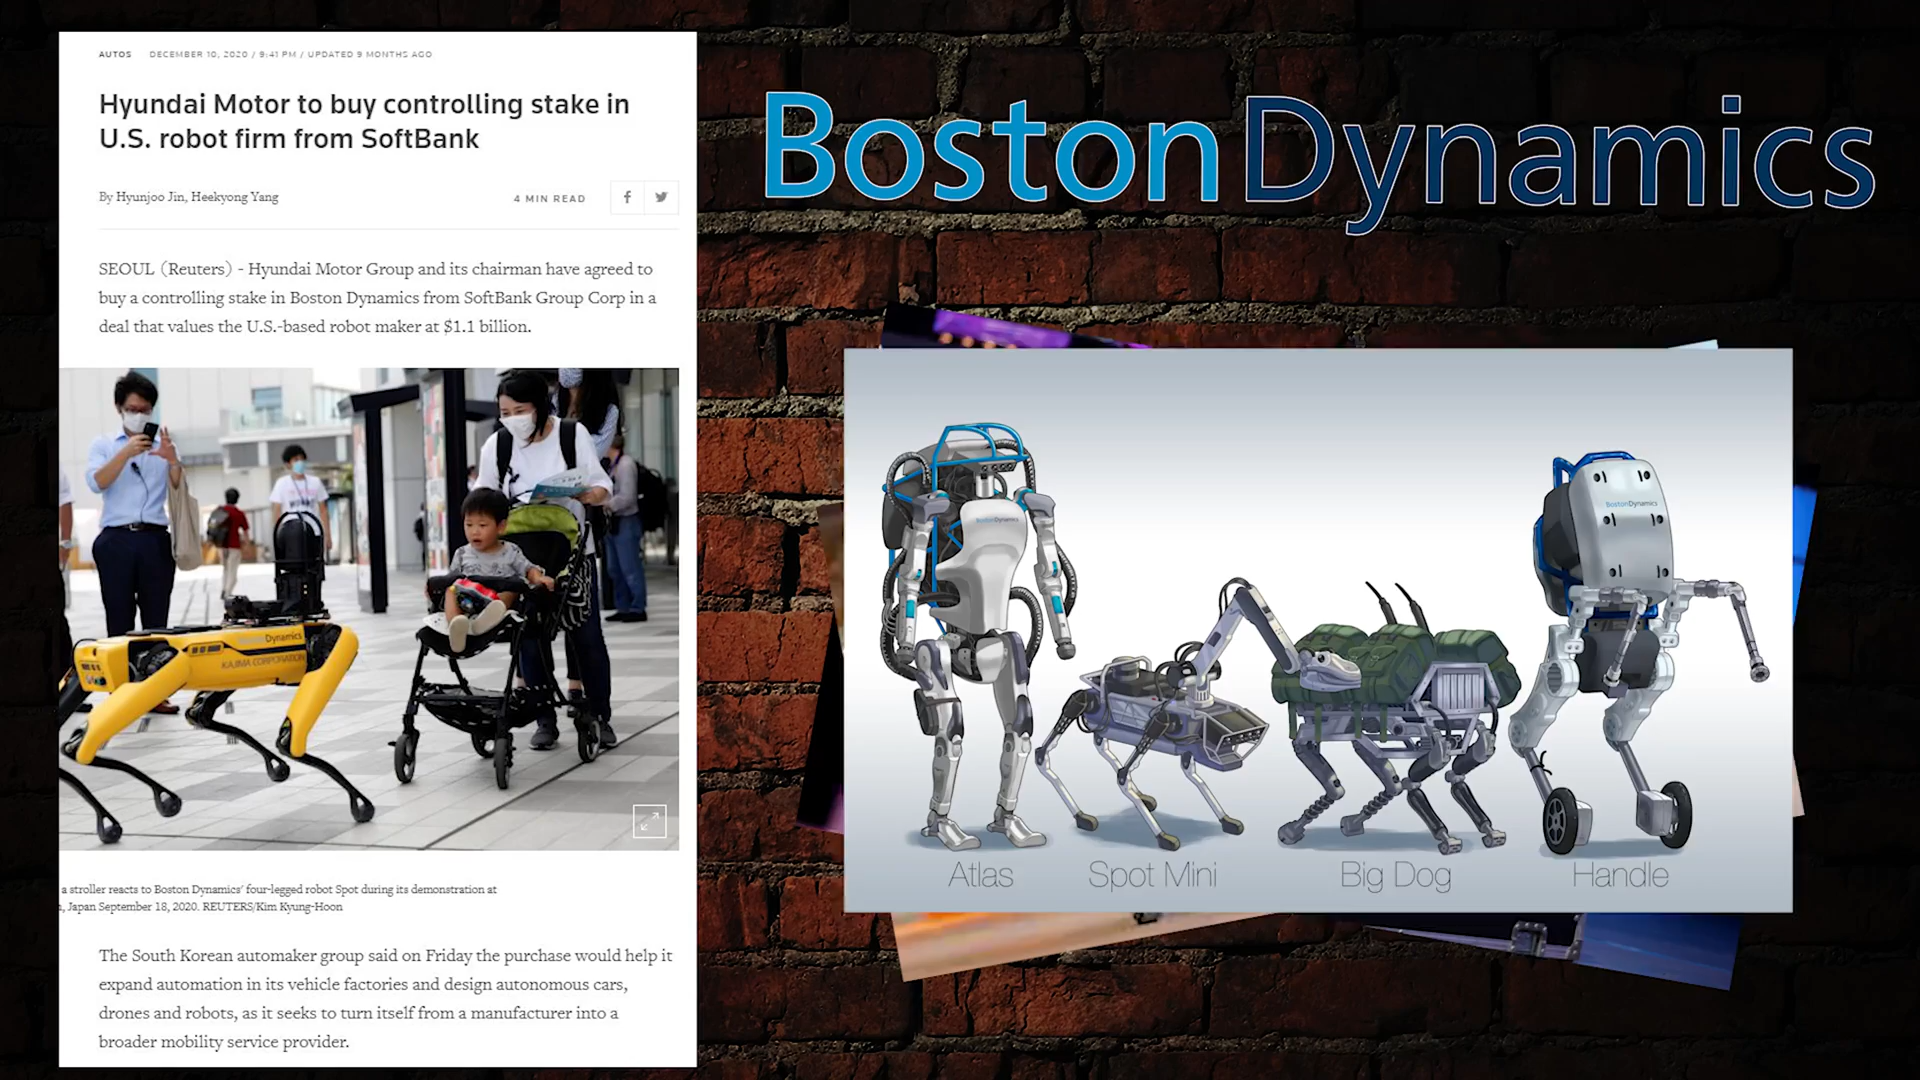 AUTOS DECEMBER 10, 2020 / 9:41 PM / UPDATED 9 MONTHS AGO
Hyundai Motor to buy controlling stake in
U.S. robot firm from SoftBank
By Hyunjoo Jin, Heekyong Yang
4 MIN READ
SEOUL (Reuters) - Hyundai Motor Group and its chairman have agreed to
buy a controlling stake in Boston Dynamics from SoftBank Group Corp in a
deal that values the U.S.-based robot maker at $1.1 billion.
BostonDynamics
KAJIMA CORPORATION
a stroller reacts to Boston Dynamics' four-legged robot Spot during its demonstration at
, Japan September 18, 2020. REUTERS/Kim Kyung-Hoon
The South Korean automaker group said on Friday the purchase would help it
expand automation in its vehicle factories and design autonomous cars,
drones and robots, as it seeks to turn itself from a manufacturer into a
broader mobility service provider.
BostonDynamics
BostonDynamics
BostonDynamics
Atlas Spot Mini Big Dog Handle